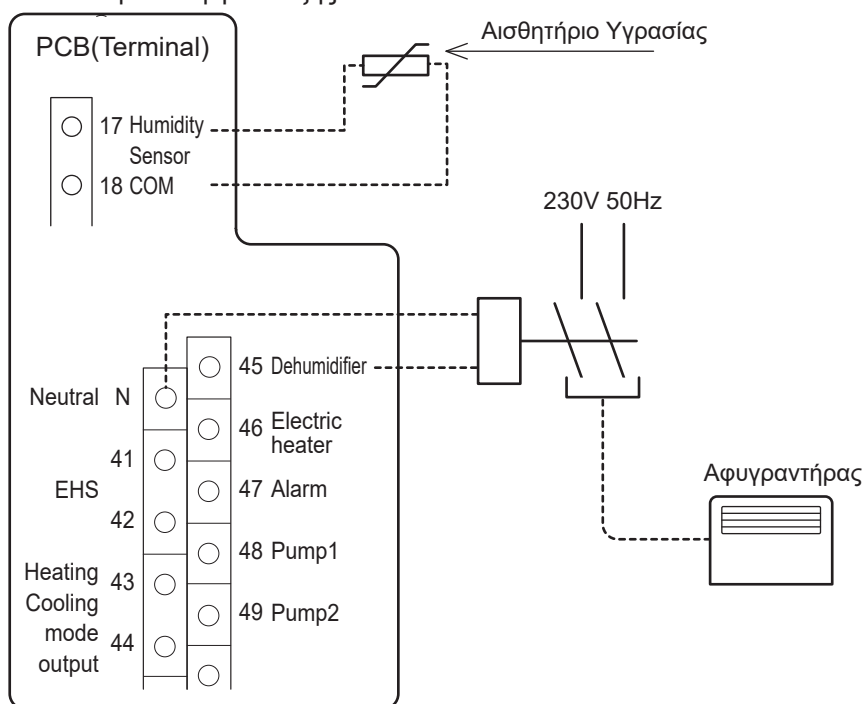 PCB(Terminal)
Αισθητήριο Υγρασίας
17 Humidity
Sensor
18 COM
230V 50Hz
45 Dehumidifier
Neutral N
46 Electric
heater
41
EHS
47 Alarm
42
48 Pump1
Heating
Cooling
mode
output
43
44
49 Pump2
Αφυγραντήρας